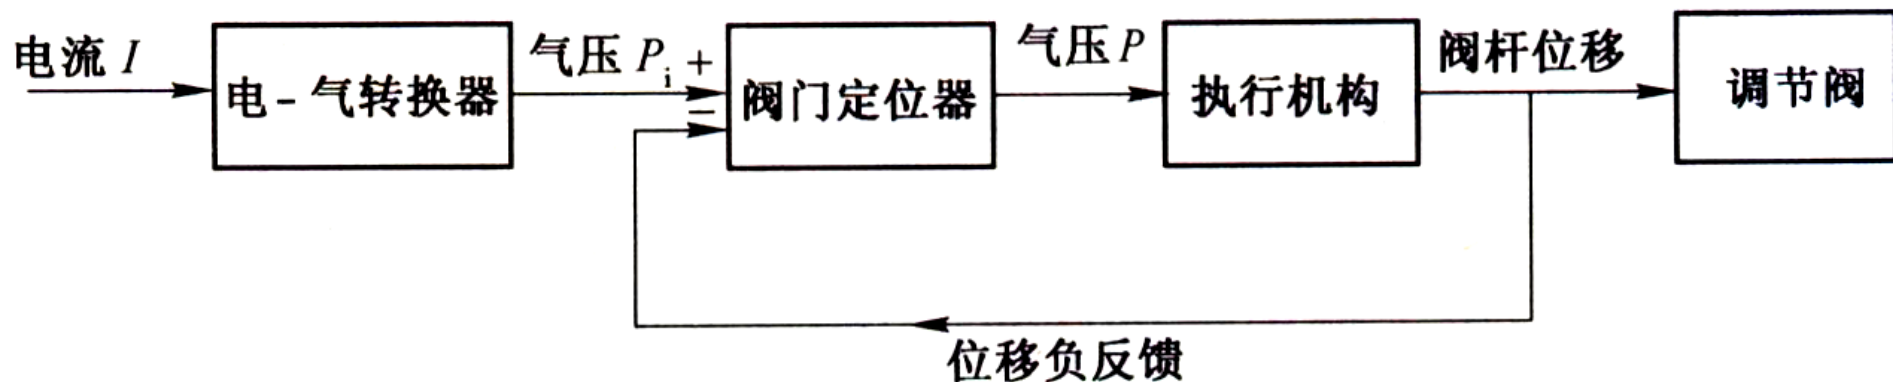 电流 I
电-气转换器
气压 Pi +
−
阀门定位器
气压 P
执行机构
阀杆位移
调节阀
位移负反馈